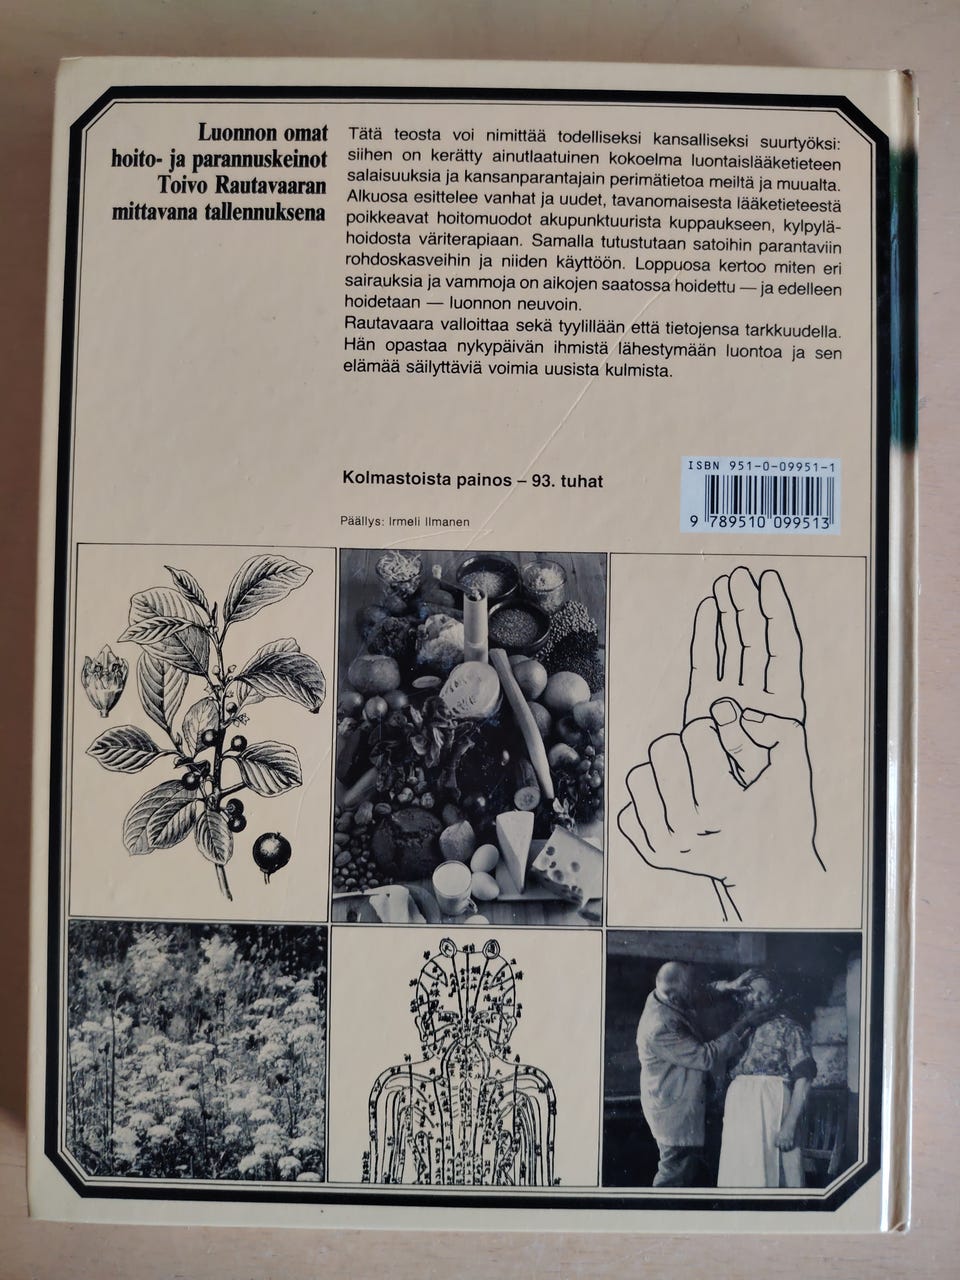 Luonnon omat
hoito- ja parannuskeinot
Toivo Rautavaaran
mittavana tallennuksena
Tätä teosta voi nimittää todelliseksi kansalliseksi suurtyöksi:
siihen on kerätty ainutlaatuinen kokoelma luontaislääketieteen
salaisuuksia ja kansanparantajain perimätietoa meiltä ja muualta.
Alkuosa esittelee vanhat ja uudet, tavanomaisesta lääketieteestä
poikkeavat hoitomuodot akupunktuurista kuppaukseen, kylpylä-
hoidosta väriterapiaan. Samalla tutustutaan satoihin parantaviin
rohdoskasveihin ja niiden käyttöön. Loppuosa kertoo miten eri
sairauksia ja vammoja on aikojen saatossa hoidettu — ja edelleen
hoidetaan — luonnon neuvoin.
Rautavaara valloittaa sekä tyylillään että tietojensa tarkkuudella.
Hän opastaa nykypäivän ihmistä lähestymään luontoa ja sen
elämää säilyttäviä voimia uusista kulmista.
Kolmastoista painos – 93. tuhat
Päällys: Irmeli Ilmanen
ISBN 951-0-09951-1
9 789510 099513